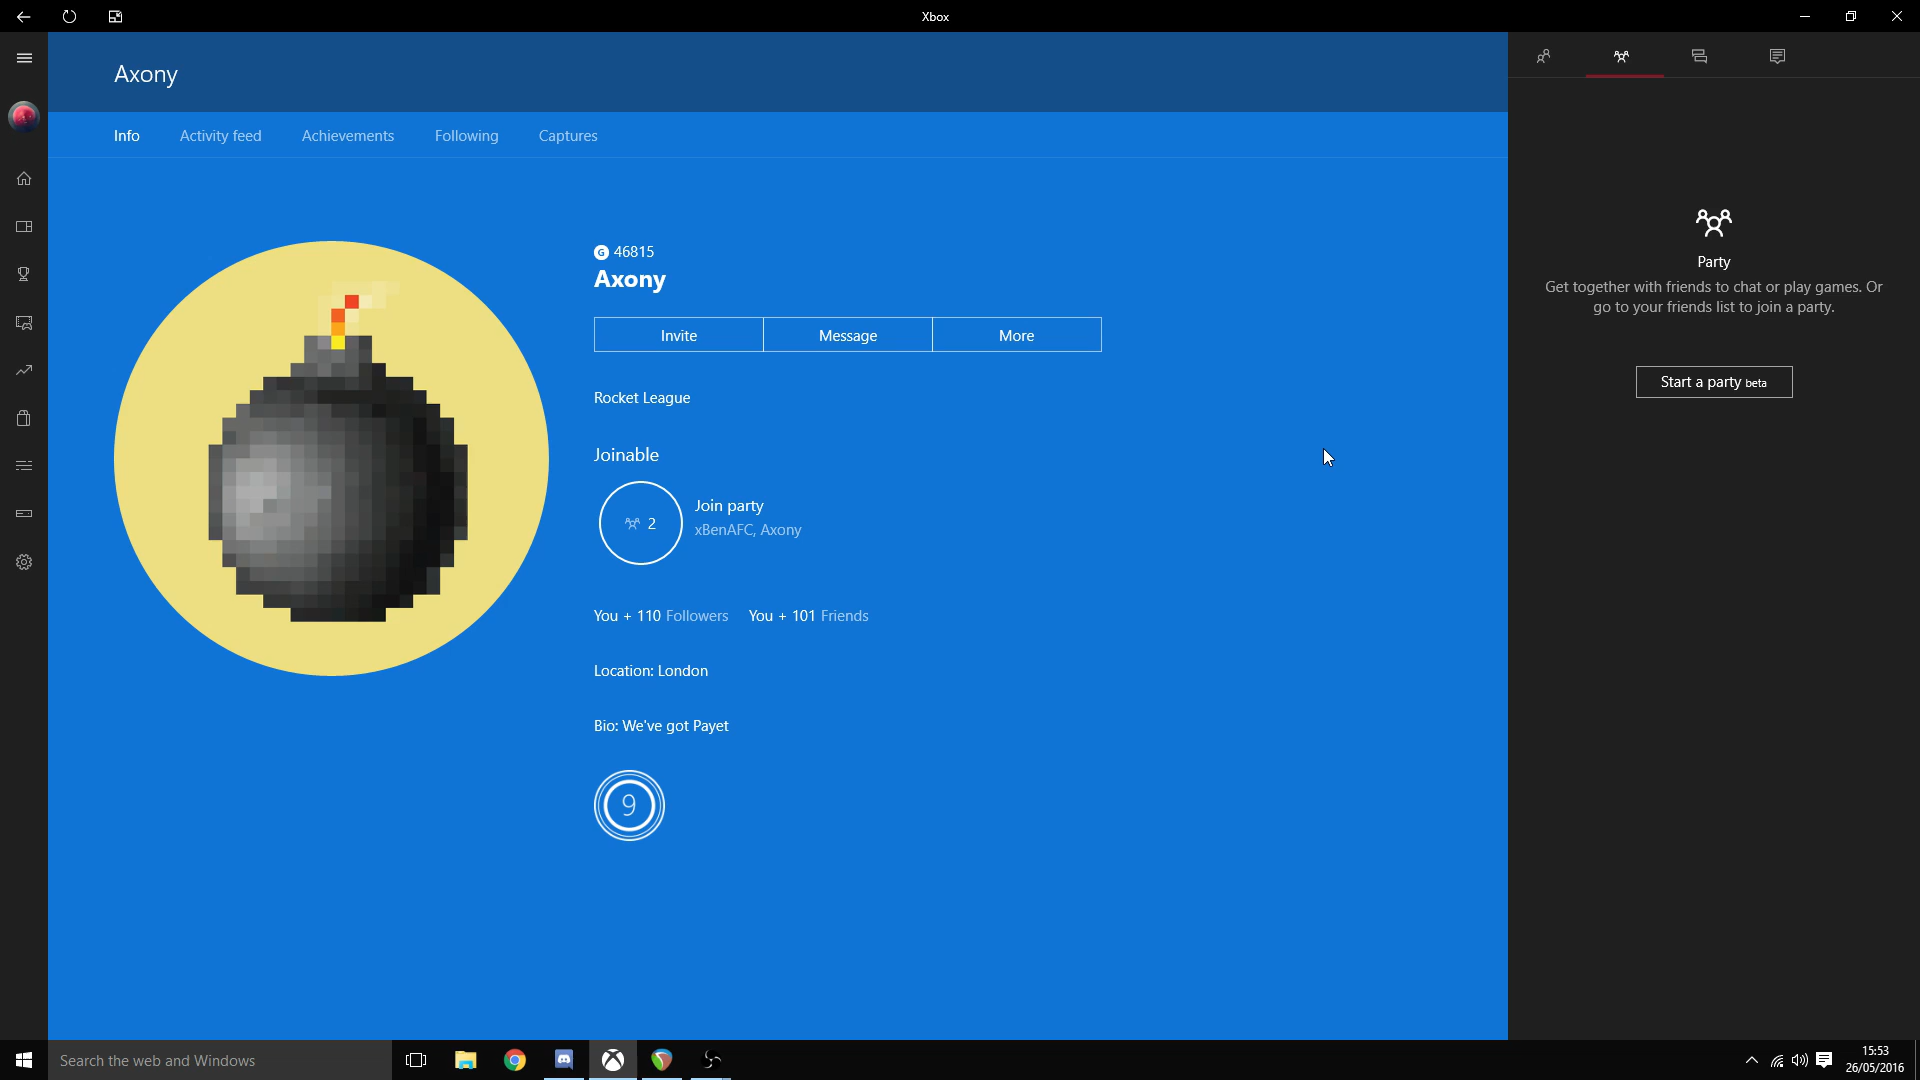 Xbox
Axony
Info Activity feed Achievements Following Captures
G 46815
Axony
Invite Message More
Rocket League
Joinable
2
Join party
xBenAFC, Axony
You + 110 Followers You + 101 Friends
Location: London
Bio: We've got Payet
9
Party
Get together with friends to chat or play games. Or
go to your friends list to join a party.
Start a party beta
Search the web and Windows
15:53
26/05/2016